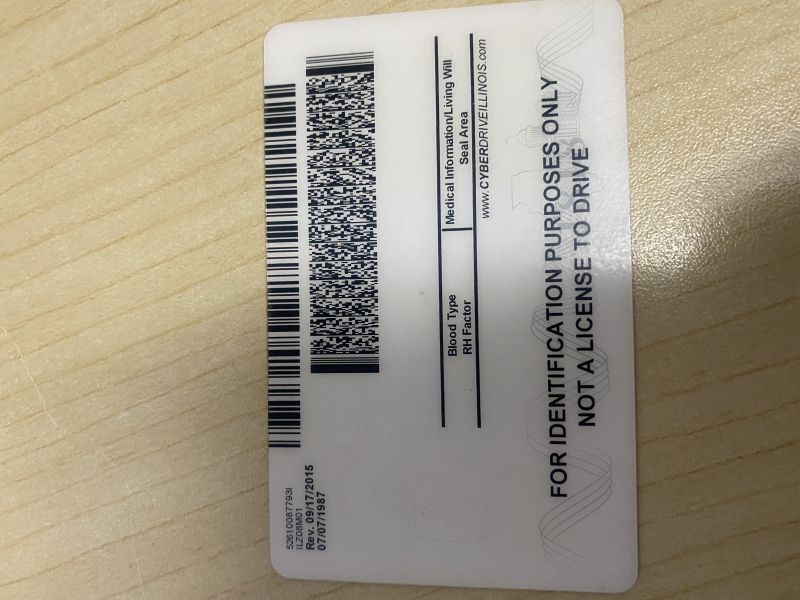 52610087793I
ILZ08M01
Rev. 09/17/2015
07/07/1987
Blood Type
RH Factor
Medical Information/Living Will
Seal Area
www.CYBERDRIVEILLINOIS.com
FOR IDENTIFICATION PURPOSES ONLY
NOT A LICENSE TO DRIVE